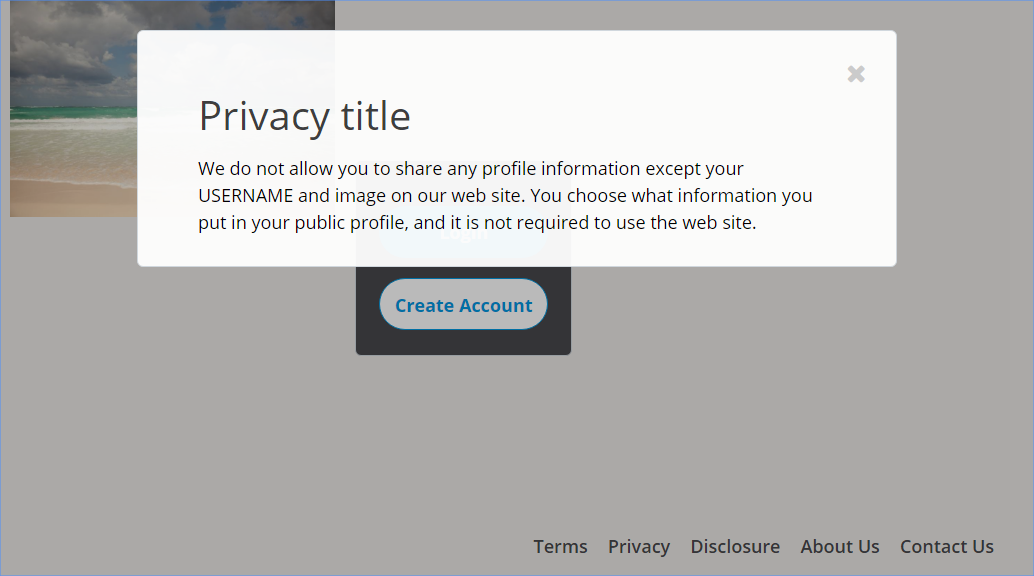 Privacy title
We do not allow you to share any profile information except your
USERNAME and image on our web site. You choose what information you
put in your public profile, and it is not required to use the web site.
Create Account
Terms Privacy Disclosure About Us Contact Us